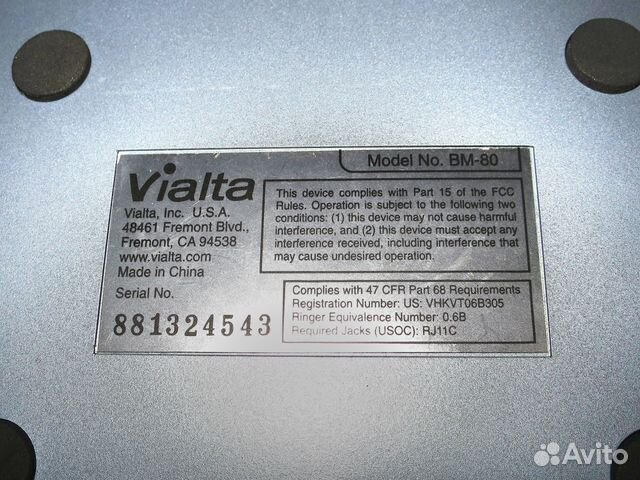 Vialta
Model No. BM-80
Vialta, Inc. U.S.A.
48461 Fremont Blvd.,
Fremont, CA 94538
www.vialta.com
Made in China
Serial No.
881324543
This device complies with Part 15 of the FCC
Rules. Operation is subject to the following two
conditions: (1) this device may not cause harmful
interference, and (2) this device must accept any
interference received, including interference that
may cause undesired operation.
Complies with 47 CFR Part 68 Requirements
Registration Number: US: VHKVT06B305
Ringer Equivalence Number: 0.6B
Required Jacks (USOC): RJ11C
Avito